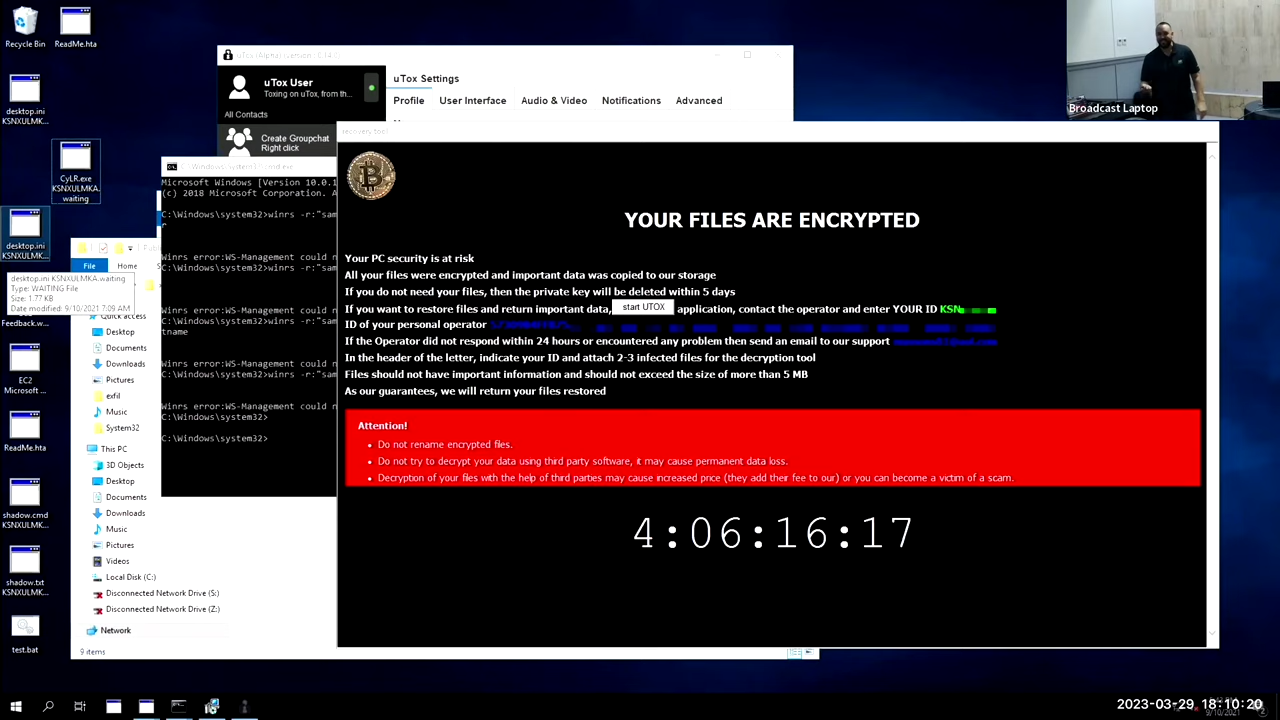 Recycle Bin
ReadMe.hta
desktop.ini
KSNXULMK...
CyLR.exe
KSNXULMKA.
waiting
desktop.ini
KSNXULMK...
desktop.ini KSNXULMKA.waiting
Type: WAITING File
Size: 1.77 KB
Date modified: 9/10/2021 7:09 AM
Feedback...
EC2
Microsoft ...
ReadMe.hta
shadow.cmd
KSNXULMK...
shadow.txt
KSNXULMK...
test.bat
uTox User
Toxing on uTox, from th...
All Contacts
Create Groupchat
Right click
uTox Settings
Profile
User Interface
Audio & Video
Notifications
Advanced
Microsoft Windows [Version 10.0.1
(c) 2018 Microsoft Corporation. A
C:\Windows\system32>winrs -r:"sam
Winrs error:WS-Management could n
C:\Windows\system32>winrs -r:"sam
Winrs error:WS-Management could n
C:\Windows\system32>winrs -r:"sam
tname
Winrs error:WS-Management could n
C:\Windows\system32>winrs -r:"sam
Winrs error:WS-Management could n
C:\Windows\system32>
C:\Windows\system32>
File
Home
Quick access
Desktop
Documents
Downloads
Pictures
exfil
Music
System32
This PC
3D Objects
Desktop
Documents
Downloads
Music
Pictures
Videos
Local Disk (C:)
Disconnected Network Drive (S:)
Disconnected Network Drive (Z:)
Network
9 items
recovery tool
YOUR FILES ARE ENCRYPTED
Your PC security is at risk
All your files were encrypted and important data was copied to our storage
If you do not need your files, then the private key will be deleted within 5 days
If you want to restore files and return important data, start UTOX application, contact the operator and enter YOUR ID KSN
ID of your personal operator
If the Operator did not respond within 24 hours or encountered any problem then send an email to our support
In the header of the letter, indicate your ID and attach 2-3 infected files for the decryption tool
Files should not have important information and should not exceed the size of more than 5 MB
As our guarantees, we will return your files restored
Attention!
Do not rename encrypted files.
Do not try to decrypt your data using third party software, it may cause permanent data loss.
Decryption of your files with the help of third parties may cause increased price (they add their fee to our) or you can become a victim of a scam.
4:06:16:17
Broadcast Laptop
2023-03-29 18:10:20
9/10/2021